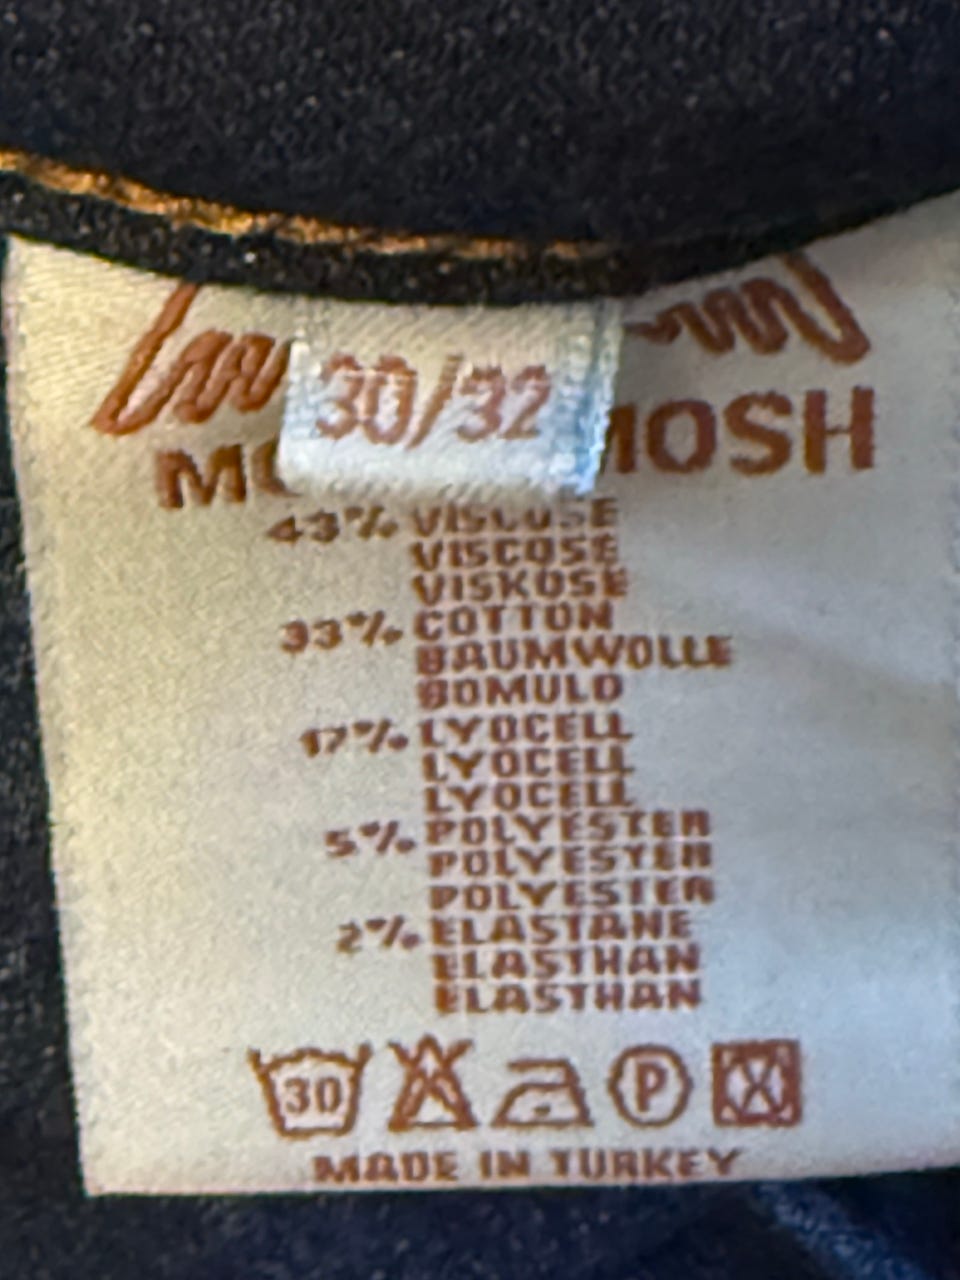 30/32
MOSH
43% VISCOSE
VISCOSE
VISKOSE
33% COTTON
BAUMWOLLE
BOMULD
17% LYOCELL
LYOCELL
LYOCELL
5% POLYESTER
POLYESTER
POLYESTER
2% ELASTANE
ELASTHAN
ELASTHAN
30 P
MADE IN TURKEY